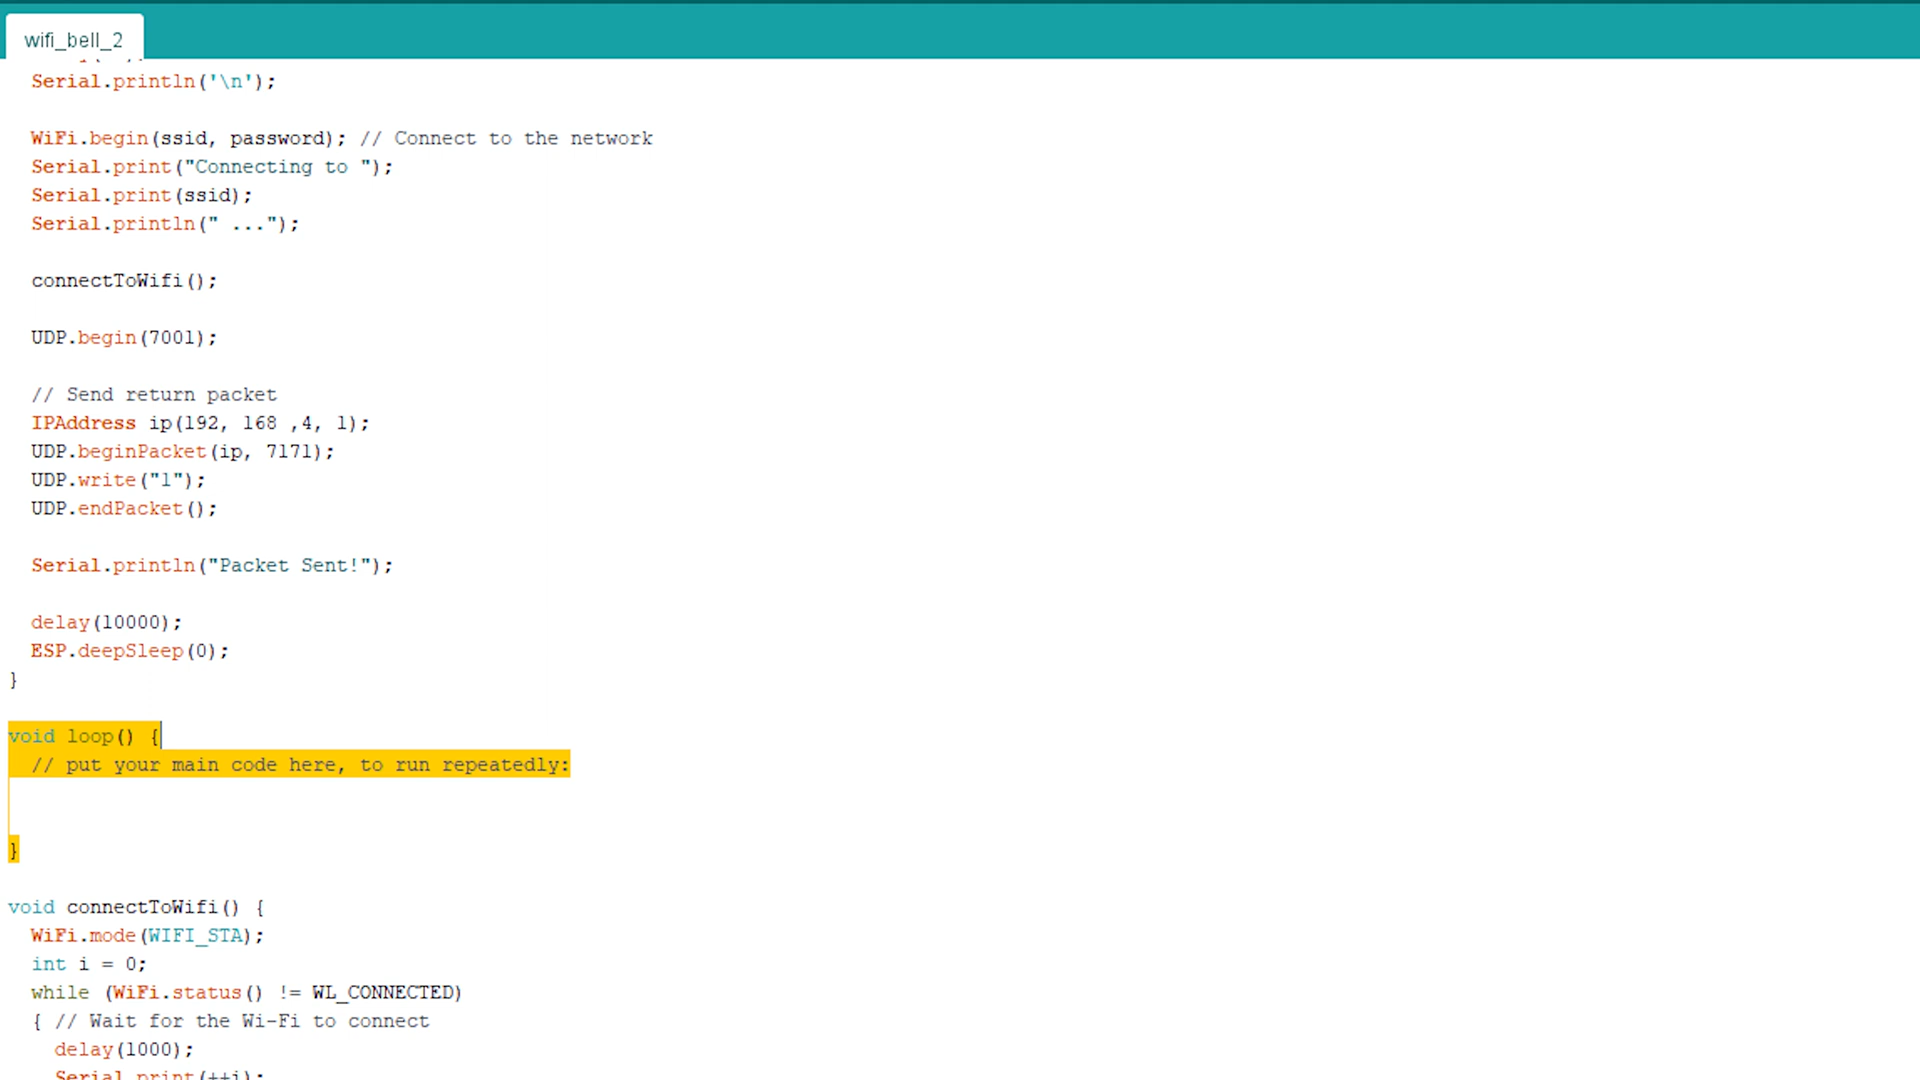 wifi_bell_2
Serial.println('\n');
WiFi.begin(ssid, password); // Connect to the network
Serial.print("Connecting to ");
Serial.print(ssid);
Serial.println(" ...");
connectToWifi();
UDP.begin(7001);
// Send return packet
IPAddress ip(192, 168 ,4, 1);
UDP.beginPacket(ip, 7171);
UDP.write("1");
UDP.endPacket();
Serial.println("Packet Sent!");
delay(10000);
ESP.deepSleep(0);
}
void loop() {
// put your main code here, to run repeatedly:
}
void connectToWifi() {
WiFi.mode(WIFI_STA);
int i = 0;
while (WiFi.status() != WL_CONNECTED)
{ // Wait for the Wi-Fi to connect
delay(1000);
Serial.print(++i);